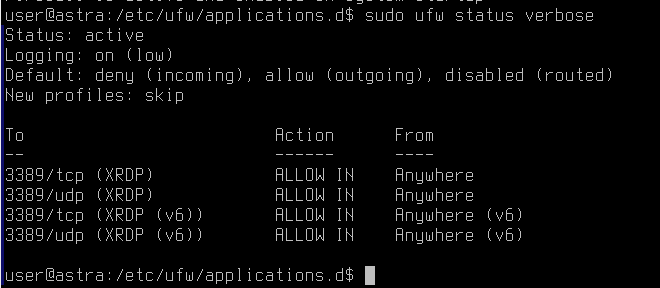 user@astra:/etc/ufw/applications.d$ sudo ufw status verbose
Status: active
Logging: on (low)
Default: deny (incoming), allow (outgoing), disabled (routed)
New profiles: skip
To Action From
-- ------ ----
3389/tcp (XRDP) ALLOW IN Anywhere
3389/udp (XRDP) ALLOW IN Anywhere
3389/tcp (XRDP (v6)) ALLOW IN Anywhere (v6)
3389/udp (XRDP (v6)) ALLOW IN Anywhere (v6)
user@astra:/etc/ufw/applications.d$